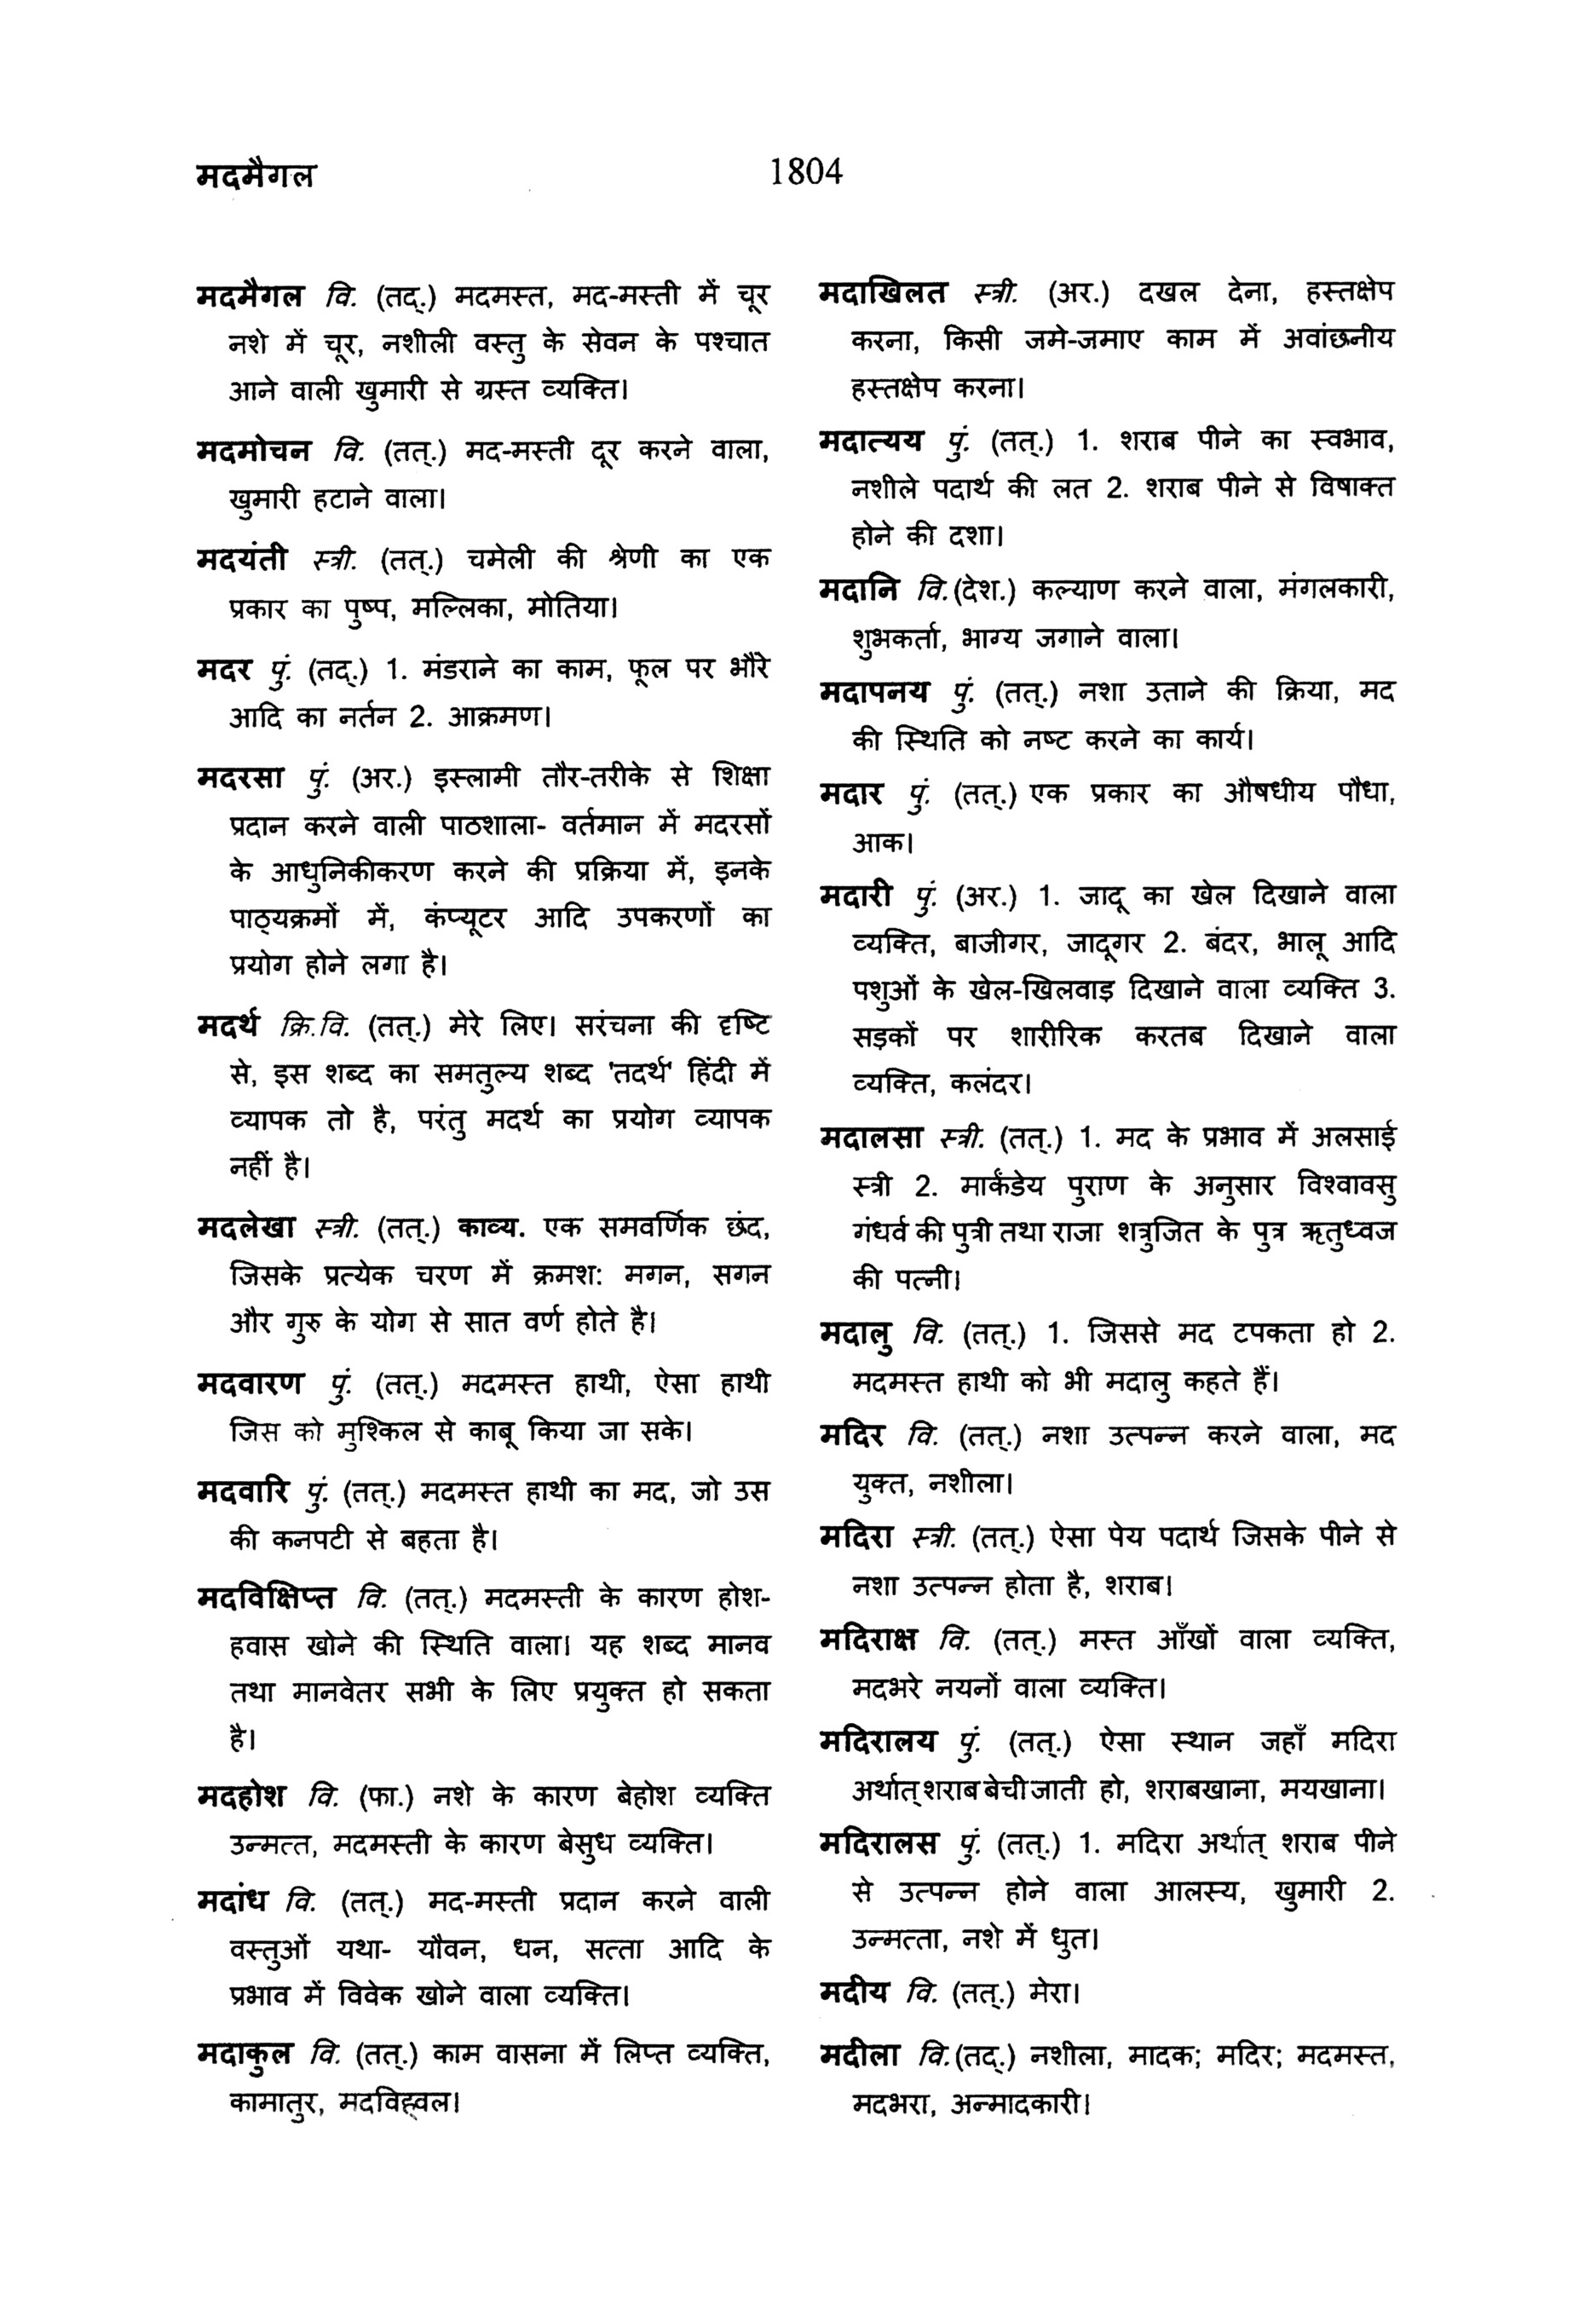 मदमैगल
1804
मदमैगल वि. (तद्.) मदमस्त, मद-मस्ती में चूर
नशे में चूर, नशीली वस्तु के सेवन के पश्चात
आने वाली खुमारी से ग्रस्त व्यक्ति।
मदमोचन वि. (तत्.) मद-मस्ती दूर करने वाला,
खुमारी हटाने वाला।
मदयंती स्त्री. (तत्.) चमेली की श्रेणी का एक
प्रकार का पुष्प, मल्लिका, मोतिया।
मदर पुं. (तद्.) 1. मंडराने का काम, फूल पर भौंरे
आदि का नर्तन 2. आक्रमण।
मदरसा पुं. (अर.) इस्लामी तौर-तरीके से शिक्षा
प्रदान करने वाली पाठशाला- वर्तमान में मदरसों
के आधुनिकीकरण करने की प्रक्रिया में, इनके
पाठ्यक्रमों में, कंप्यूटर आदि उपकरणों का
प्रयोग होने लगा है।
मदर्थ क्रि.वि. (तत्.) मेरे लिए। सरंचना की दृष्टि
से, इस शब्द का समतुल्य शब्द 'तदर्थ' हिंदी में
व्यापक तो है, परंतु मदर्थ का प्रयोग व्यापक
नहीं है।
मदलेखा स्त्री. (तत्.) काव्य. एक समवर्णिक छंद,
जिसके प्रत्येक चरण में क्रमश: मगन, सगन
और गुरु के योग से सात वर्ण होते है।
मदवारण पुं. (तत्.) मदमस्त हाथी, ऐसा हाथी
जिस को मुश्किल से काबू किया जा सके।
मदवारि पुं. (तत्.) मदमस्त हाथी का मद, जो उस
की कनपटी से बहता है।
मदविक्षिप्त वि. (तत्.) मदमस्ती के कारण होश-
हवास खोने की स्थिति वाला। यह शब्द मानव
तथा मानवेतर सभी के लिए प्रयुक्त हो सकता
है।
मदहोश वि. (फा.) नशे के कारण बेहोश व्यक्ति
उन्मत्त, मदमस्ती के कारण बेसुध व्यक्ति।
मदांध वि. (तत्.) मद-मस्ती प्रदान करने वाली
वस्तुओं यथा- यौवन, धन, सत्ता आदि के
प्रभाव में विवेक खोने वाला व्यक्ति।
मदाकुल वि. (तत्.) काम वासना में लिप्त व्यक्ति,
कामातुर, मदविह्वल।
मदाखिलत स्त्री. (अर.) दखल देना, हस्तक्षेप
करना, किसी जमे-जमाए काम में अवांछनीय
हस्तक्षेप करना।
मदात्यय पुं. (तत्.) 1. शराब पीने का स्वभाव,
नशीले पदार्थ की लत 2. शराब पीने से विषाक्त
होने की दशा।
मदानि वि.(देश.) कल्याण करने वाला, मंगलकारी,
शुभकर्ता, भाग्य जगाने वाला।
मदापनय पुं. (तत्.) नशा उताने की क्रिया, मद
की स्थिति को नष्ट करने का कार्य।
मदार पुं. (तत्.) एक प्रकार का औषधीय पौधा,
आक।
मदारी पुं. (अर.) 1. जादू का खेल दिखाने वाला
व्यक्ति, बाजीगर, जादूगर 2. बंदर, भालू आदि
पशुओं के खेल-खिलवाड़ दिखाने वाला व्यक्ति 3.
सड़कों पर शारीरिक करतब दिखाने वाला
व्यक्ति, कलंदर।
मदालसा स्त्री. (तत्.) 1. मद के प्रभाव में अलसाई
स्त्री 2. मार्कंडेय पुराण के अनुसार विश्वावसु
गंधर्व की पुत्री तथा राजा शत्रुजित के पुत्र ऋतुध्वज
की पत्नी।
मदालु वि. (तत्.) 1. जिससे मद टपकता हो 2.
मदमस्त हाथी को भी मदालु कहते हैं।
मदिर वि. (तत्.) नशा उत्पन्न करने वाला, मद
युक्त, नशीला।
मदिरा स्त्री. (तत्.) ऐसा पेय पदार्थ जिसके पीने से
नशा उत्पन्न होता है, शराब।
मदिराक्ष वि. (तत्.) मस्त आँखों वाला व्यक्ति,
मदभरे नयनों वाला व्यक्ति।
मदिरालय पुं. (तत्.) ऐसा स्थान जहाँ मदिरा
अर्थात् शराब बेची जाती हो, शराबखाना, मयखाना।
मदिरालस पुं. (तत्.) 1. मदिरा अर्थात् शराब पीने
से उत्पन्न होने वाला आलस्य, खुमारी 2.
उन्मत्ता, नशे में धुत।
मदीय वि. (तत्.) मेरा।
मदीला वि.(तद्.) नशीला, मादक; मदिर; मदमस्त,
मदभरा, अन्मादकारी।